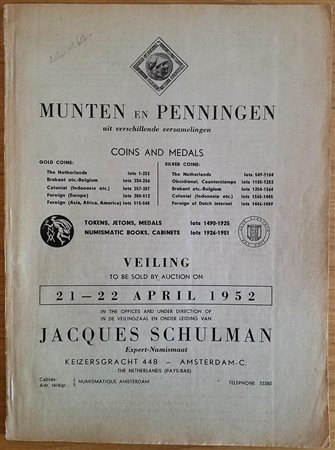 MUNTEN EN PENNINGEN
uit verschillende verzamelingen
COINS AND MEDALS
GOLD COINS:
The Netherlands lots 1-253
Brabant etc.-Belgium lots 254-256
Colonial (Indonesia etc.) lots 257-287
Foreign (Europe) lots 288-512
Foreign (Asia, Africa, America) lots 513-548
SILVER COINS:
The Netherlands lots 549-1184
Obsidional, Counterstamps lots 1185-1253
Brabant etc.-Belgium lots 1254-1364
Colonial (Indonesia etc.) lots 1365-1445
Foreign of Dutch interest lots 1446-1489
TOKENS, JETONS, MEDALS lots 1490-1925
NUMISMATIC BOOKS, CABINETS lots 1926-1951
VEILING
TO BE SOLD BY AUCTION ON
21—22 APRIL 1952
IN THE OFFICES AND UNDER DIRECTION OF
IN DE VEILINGZAAL EN ONDER LEIDING VAN
JACQUES SCHULMAN
Expert-Numismaat
KEIZERSGRACHT 448 — AMSTERDAM-C.
THE NETHERLANDS (PAYS-BAS)
Cables:
Adr. télégr.: NUMISMATIQUE AMSTERDAM
TELEPHONE 33380